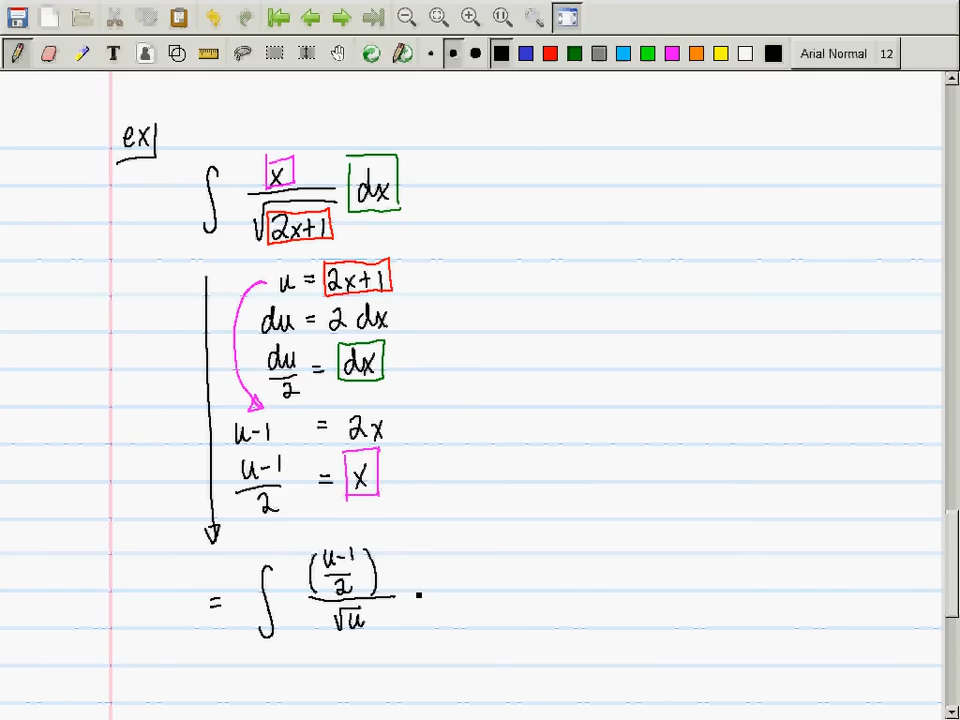 T Arial Normal 12
ex
∫ x/√(2x+1) dx
u = 2x+1
du = 2 dx
du/2 = dx
u-1 = 2x
(u-1)/2 = x
= ∫ ((u-1)/2)/√u ·